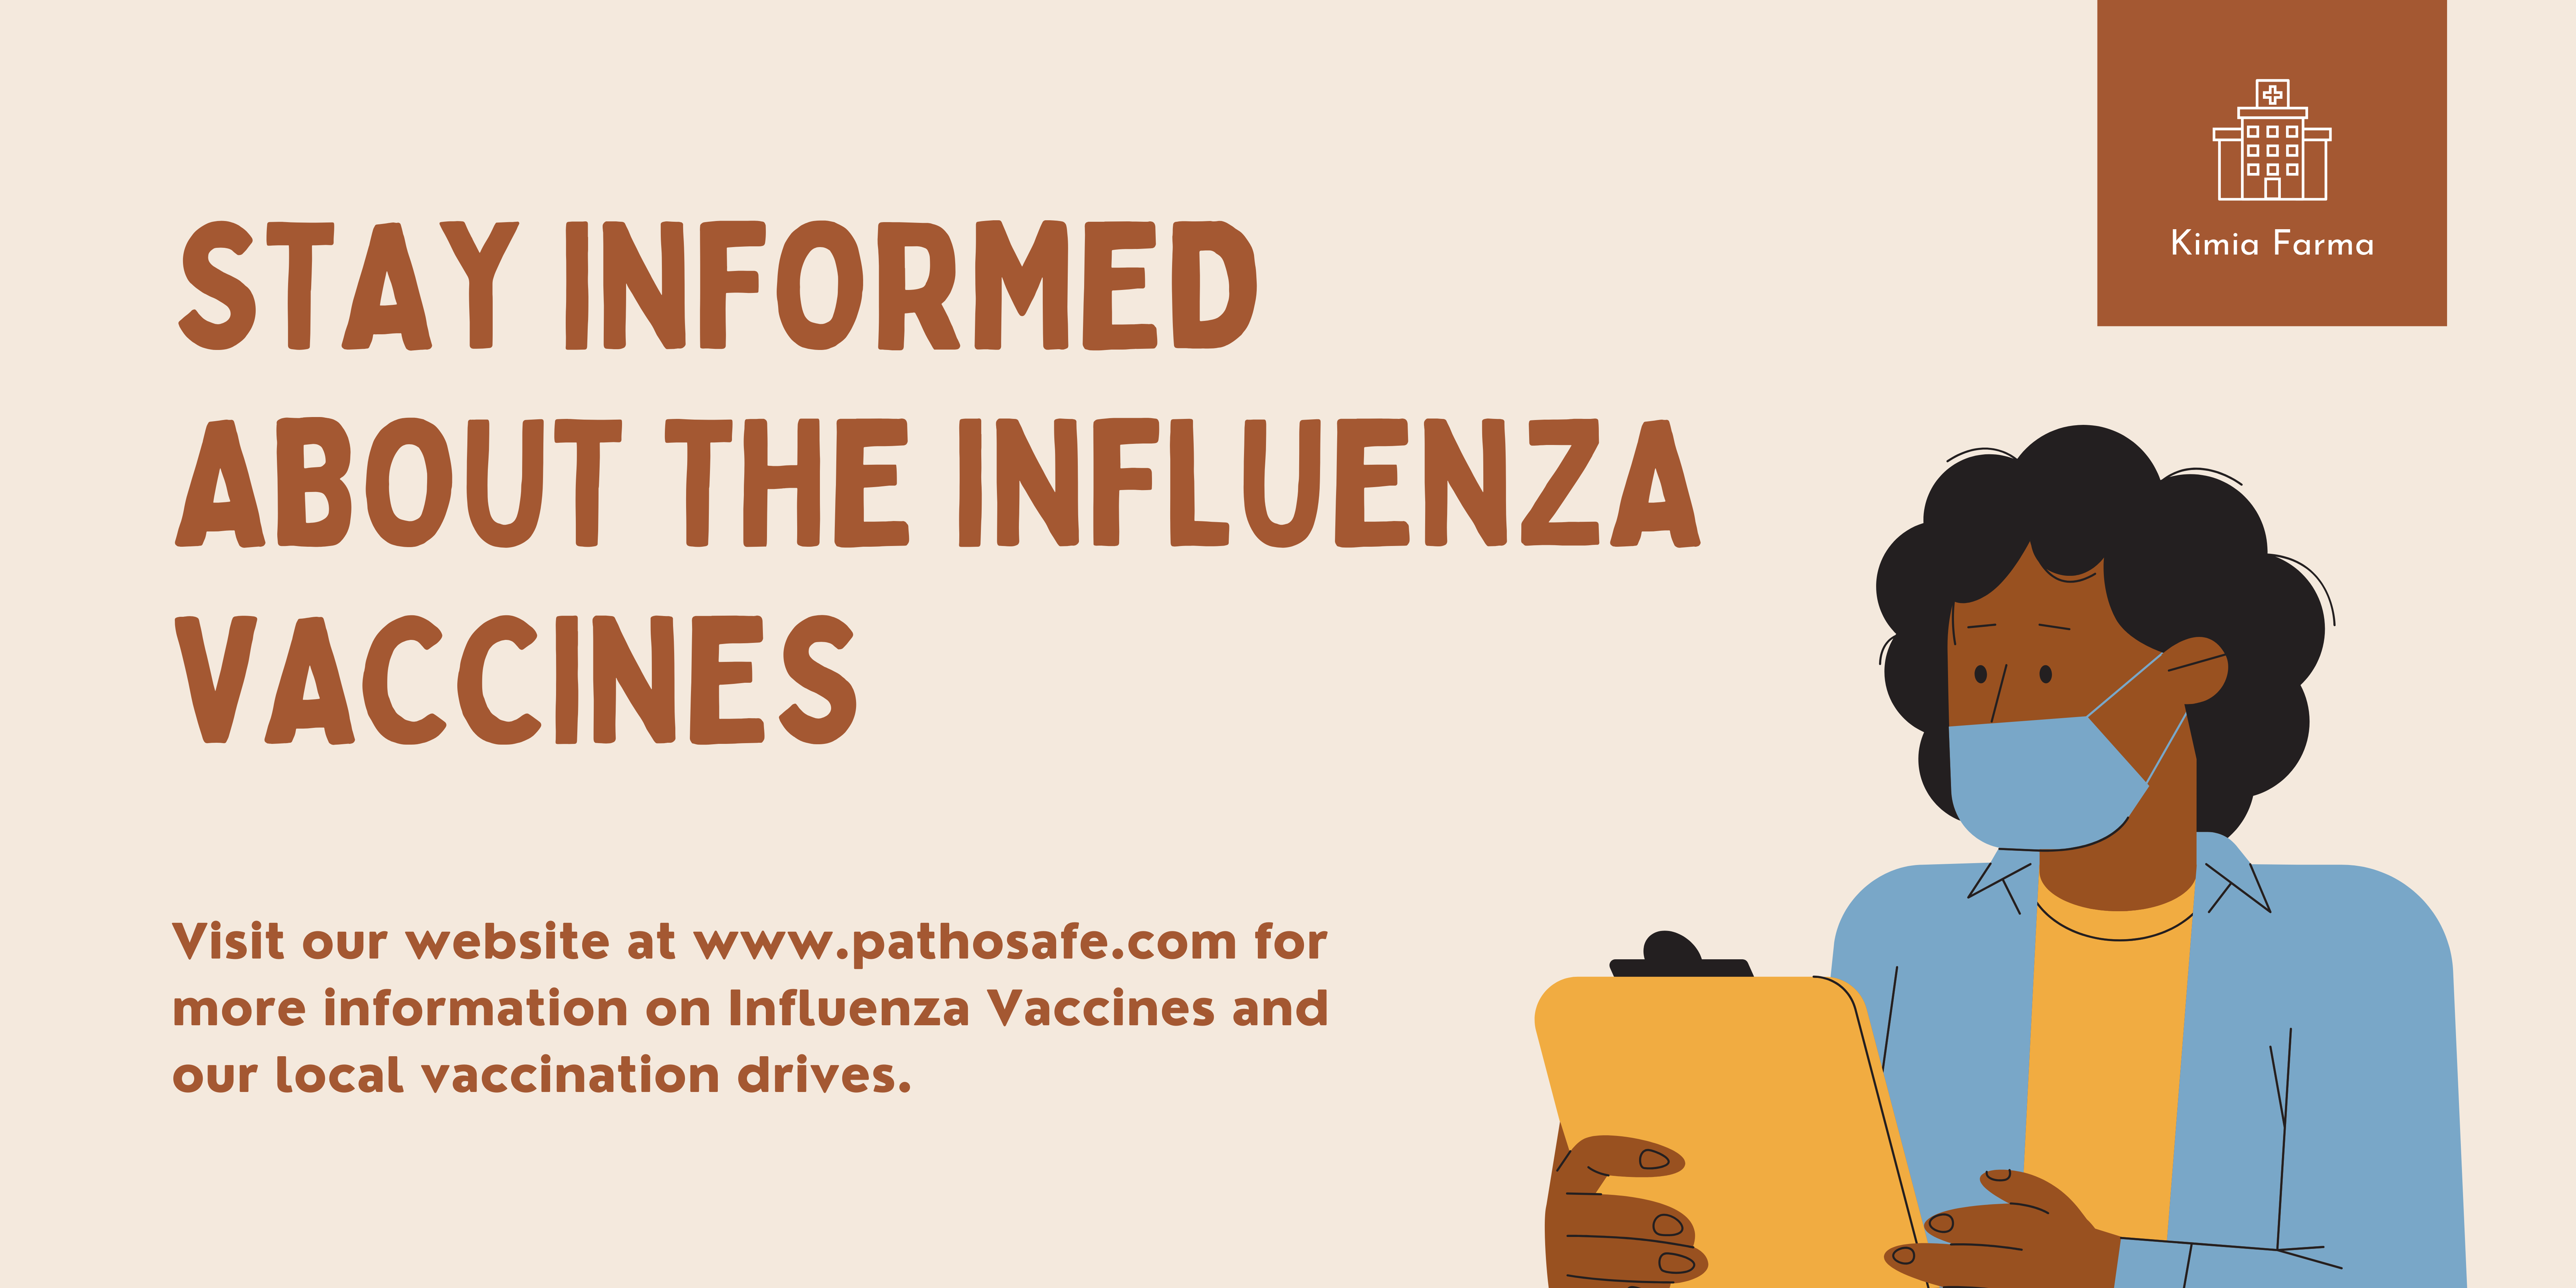 Kimia Farma
STAY INFORMED
ABOUT THE INFLUENZA
VACCINES
Visit our website at www.pathosafe.com for
more information on Influenza Vaccines and
our local vaccination drives.